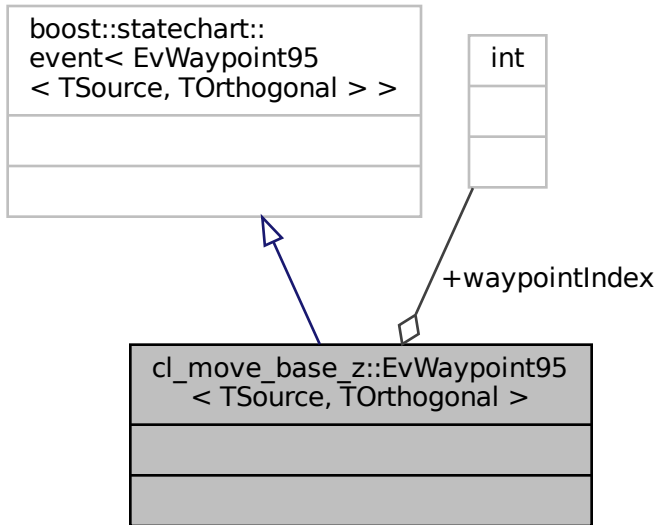 boost::statechart::
event< EvWaypoint95
< TSource, TOrthogonal > >
int
+waypointIndex
cl_move_base_z::EvWaypoint95
< TSource, TOrthogonal >